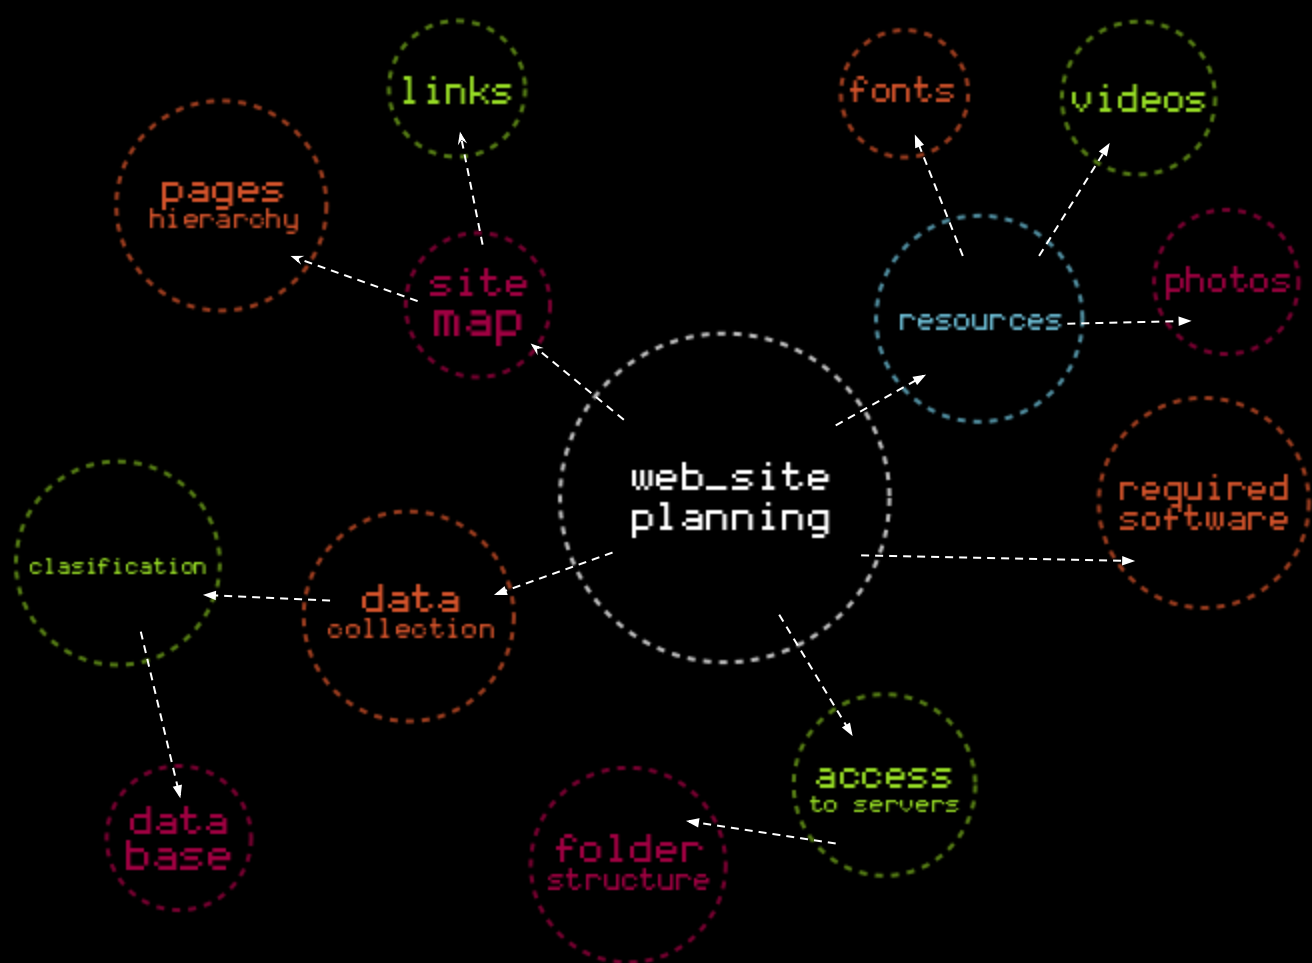 links
fonts
videos
pages
hierarchy
site
map
photos
resources
web_site
planning
required
software
clasification
data
collection
access
to servers
data
base
folder
structure